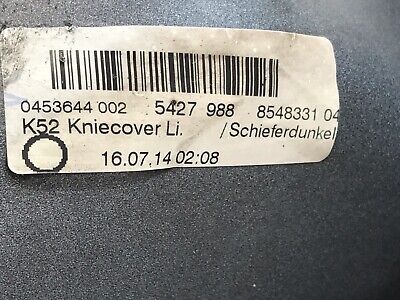 0453644 002 5427 988 8548331 04
K52 Kniecover Li. /Schieferdunkel
16.07.14 02:08